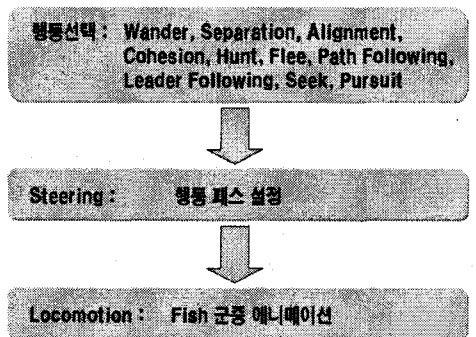 행동선택 : Wander, Separation, Alignment,
Cohesion, Hunt, Flee, Path Following,
Leader Following, Seek, Pursuit
Steering : 행동 패스 설정
Locomotion : Fish 군중 애니메이션